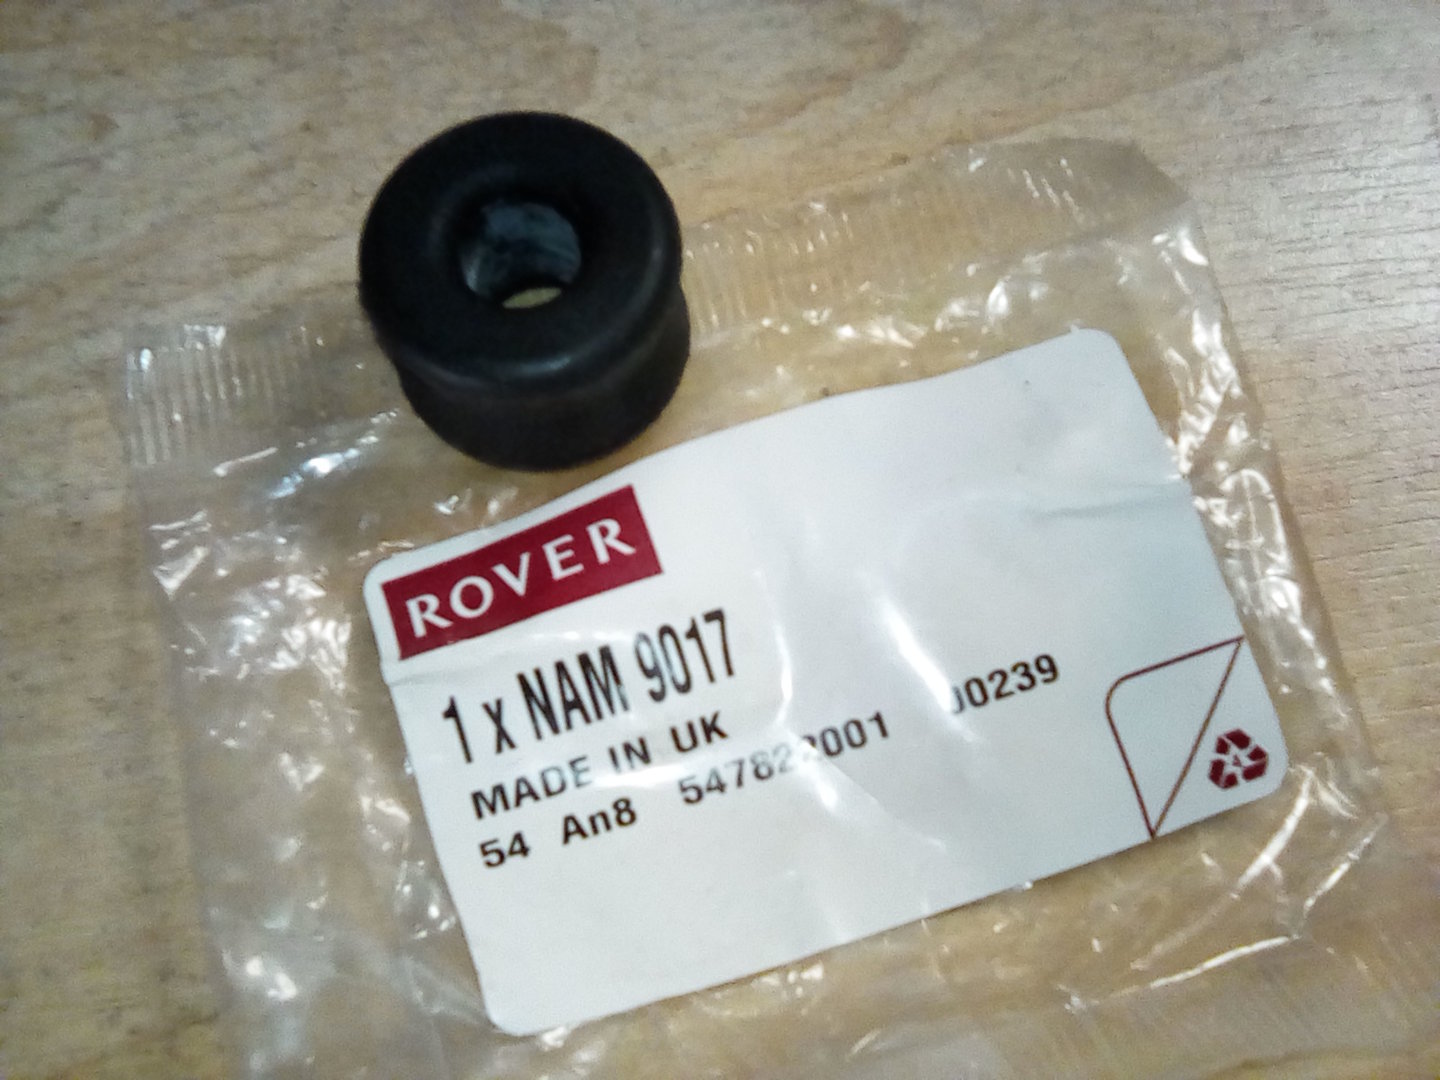 ROVER
1 x NAM 9017
MADE IN UK
54 An8